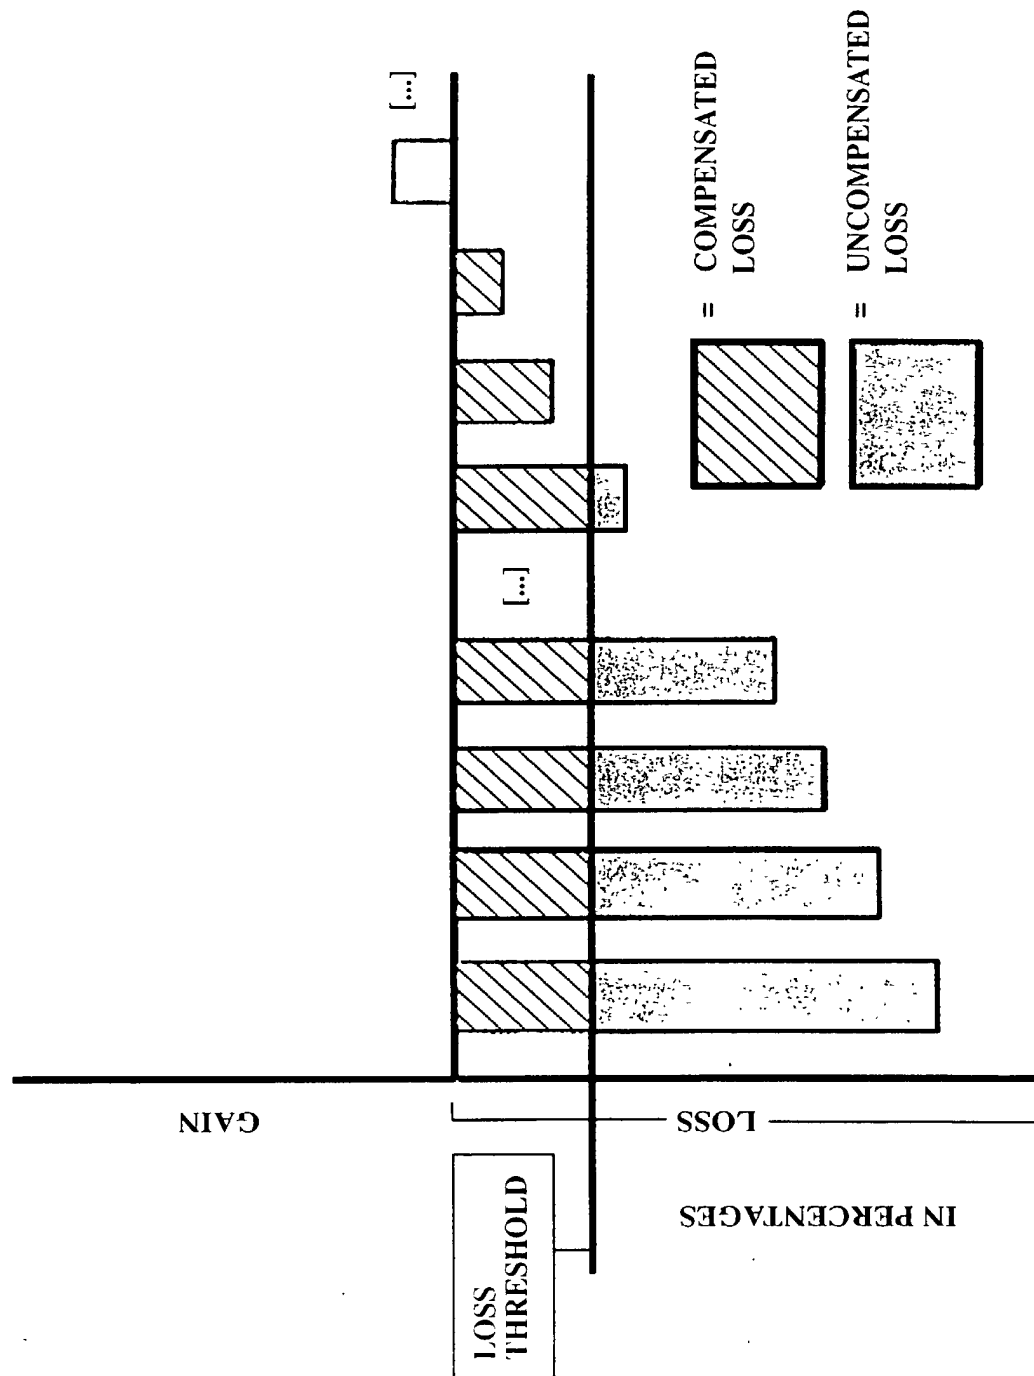 GAIN
LOSS
THRESHOLD
LOSS
IN PERCENTAGES
[...]
[...]
= COMPENSATED
LOSS
= UNCOMPENSATED
LOSS